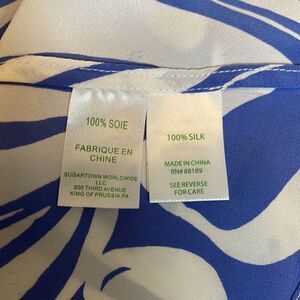 100% SOIE
FABRIQUE EN
CHINE
SUGARTOWN WORLDWIDE
LLC
800 THIRD AVENUE
KING OF PRUSSIA,PA
100% SILK
MADE IN CHINA
RN# 88189
SEE REVERSE
FOR CARE